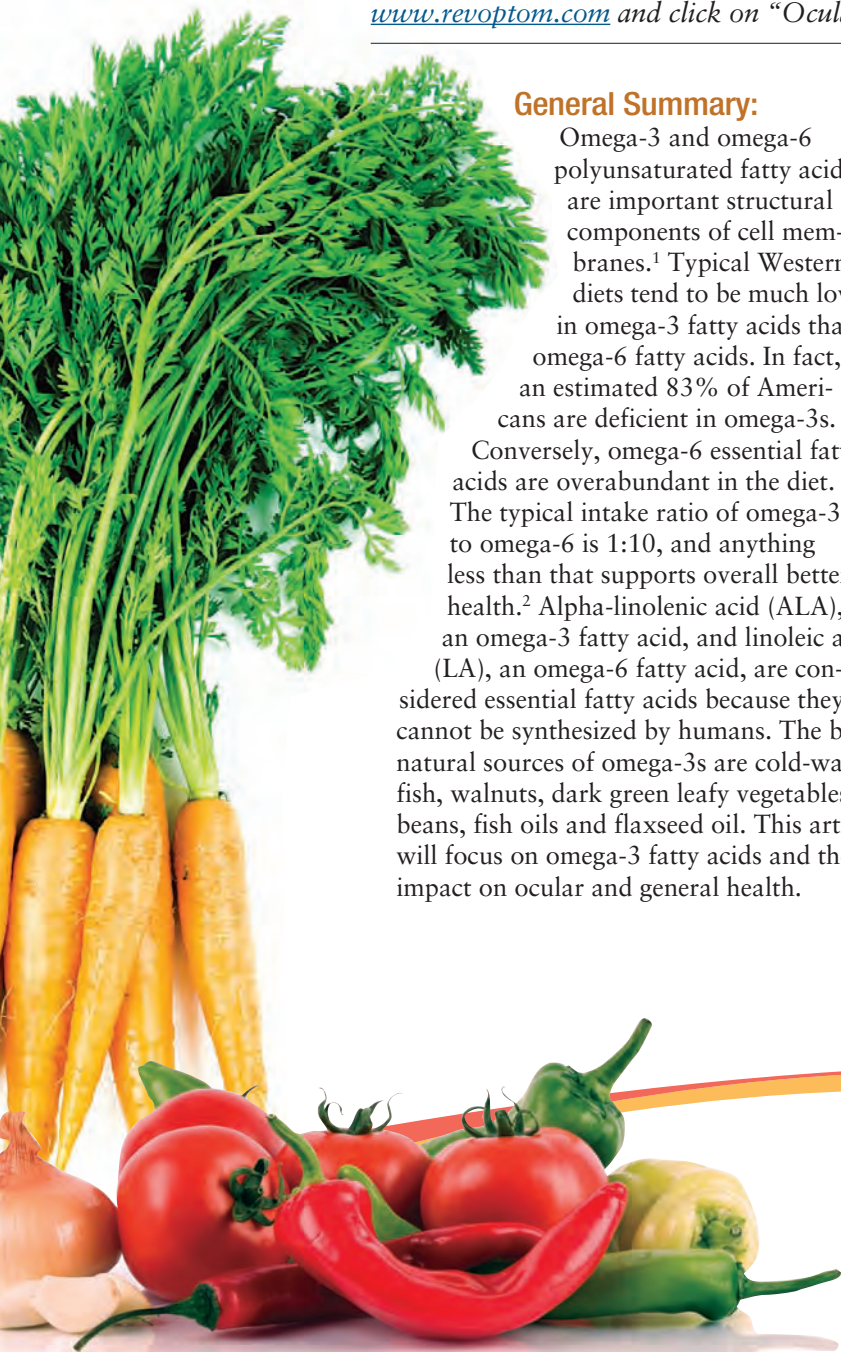 www.revoptom.com and click on “Ocul
General Summary:
Omega-3 and omega-6
polyunsaturated fatty acid
are important structural
components of cell mem-
branes.1 Typical Western
diets tend to be much low
in omega-3 fatty acids tha
omega-6 fatty acids. In fact,
an estimated 83% of Ameri-
cans are deficient in omega-3s.
Conversely, omega-6 essential fatt
acids are overabundant in the diet.
The typical intake ratio of omega-3
to omega-6 is 1:10, and anything
less than that supports overall better
health.2 Alpha-linolenic acid (ALA),
an omega-3 fatty acid, and linoleic a
(LA), an omega-6 fatty acid, are con-
sidered essential fatty acids because they
cannot be synthesized by humans. The b
natural sources of omega-3s are cold-wa
fish, walnuts, dark green leafy vegetables
beans, fish oils and flaxseed oil. This art
will focus on omega-3 fatty acids and the
impact on ocular and general health.